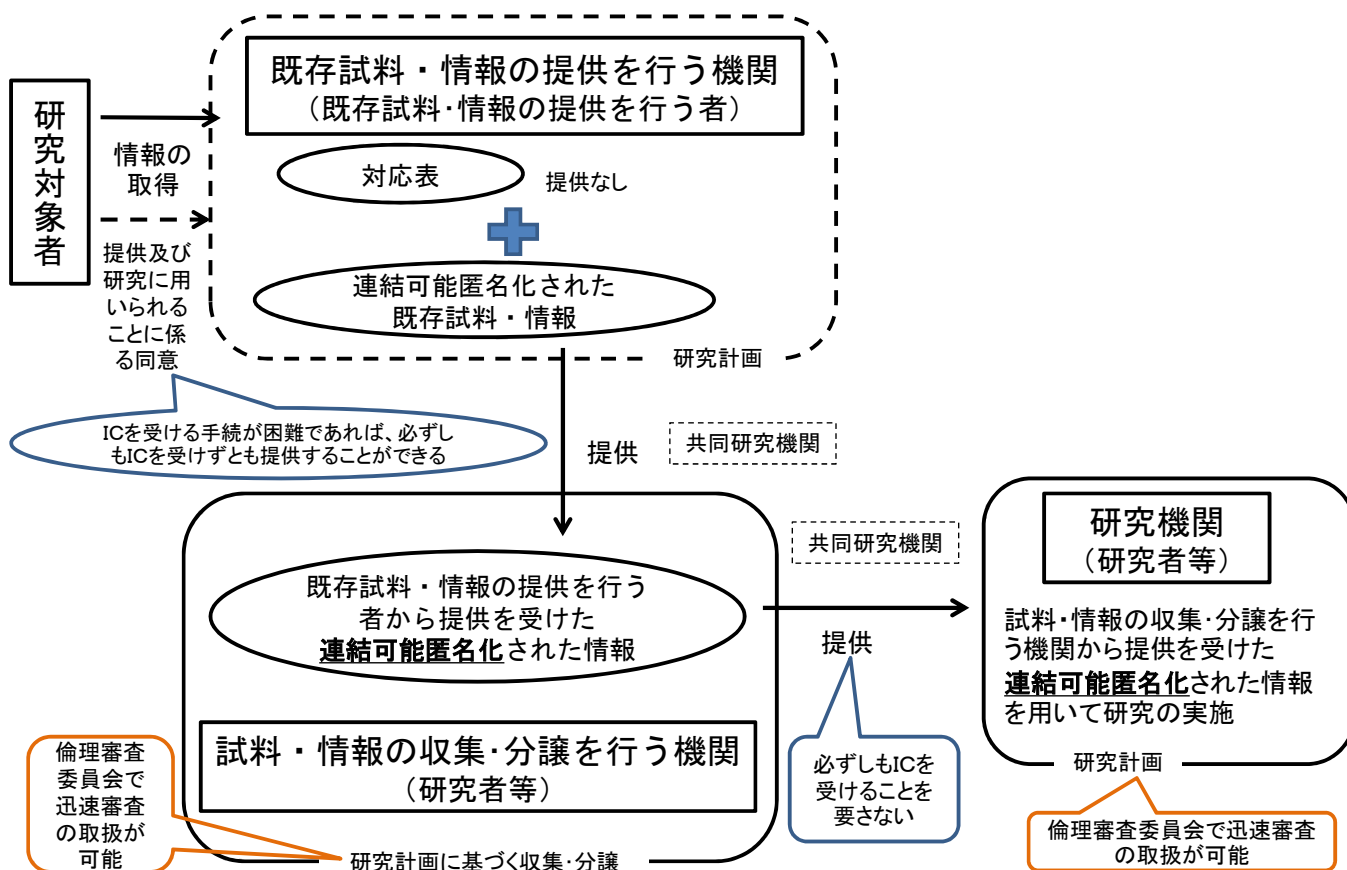 既存試料・情報の提供を行う機関
（既存試料･情報の提供を行う者）
研究対象者
情報の
取得
対応表
提供なし
連結可能匿名化された
既存試料・情報
提供及び
研究に用
いられる
ことに係
る同意
研究計画
ICを受ける手続が困難であれば、必ずし
もICを受けずとも提供することができる
提供
共同研究機関
既存試料・情報の提供を行う
者から提供を受けた
連結可能匿名化された情報
試料・情報の収集･分譲を行う機関
（研究者等）
研究計画に基づく収集･分譲
倫理審査
委員会で
迅速審査
の取扱が
可能
共同研究機関
提供
必ずしもICを
受けることを
要さない
研究機関
（研究者等）
試料･情報の収集･分譲を行
う機関から提供を受けた
連結可能匿名化された情報
を用いて研究の実施
研究計画
倫理審査委員会で迅速審査
の取扱が可能